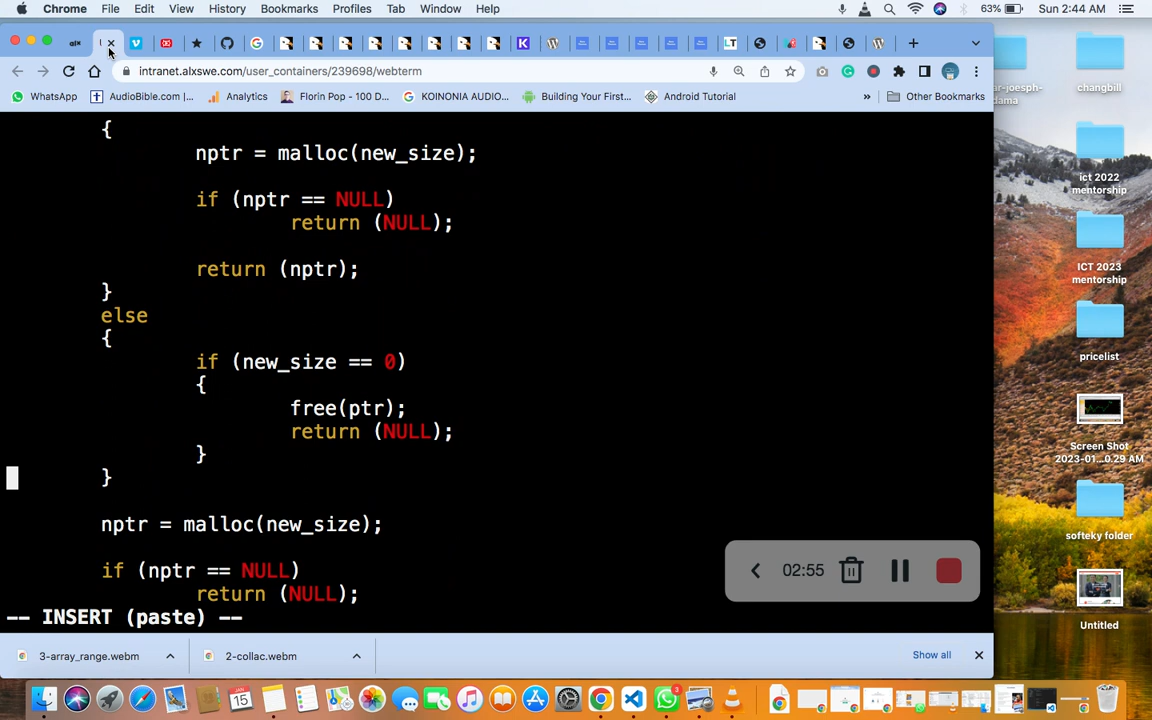 Chrome File Edit View History Bookmarks Profiles Tab Window Help 63% Sun 2:44 AM
intranet.alxswe.com/user_containers/239698/webterm
WhatsApp AudioBible.com |... Analytics Florin Pop - 100 D... KOINONIA AUDIO... Building Your First... Android Tutorial » Other Bookmarks
{
nptr = malloc(new_size);
if (nptr == NULL)
return (NULL);
return (nptr);
}
else
{
if (new_size == 0)
{
free(ptr);
return (NULL);
}
}
nptr = malloc(new_size);
if (nptr == NULL)
return (NULL);
-- INSERT (paste) --
02:55
3-array_range.webm 2-collac.webm Show all
ar-joesph-
dama
changbill
ict 2022
mentorship
ICT 2023
mentorship
pricelist
Screen Shot
2023-01...0.29 AM
softeky folder
Untitled